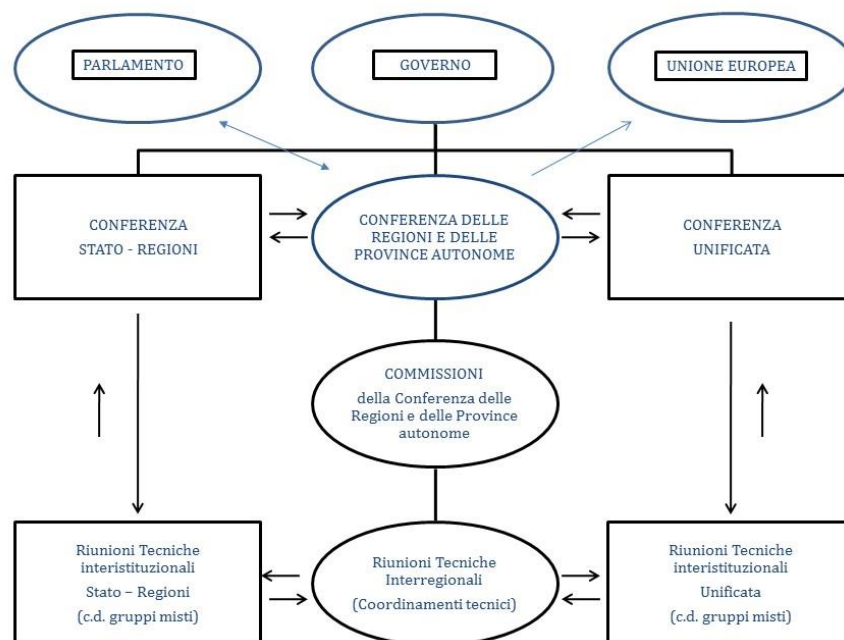 PARLAMENTO
GOVERNO
UNIONE EUROPEA
CONFERENZA
STATO - REGIONI
CONFERENZA DELLE
REGIONI E DELLE
PROVINCE AUTONOME
CONFERENZA
UNIFICATA
COMMISSIONI
della Conferenza delle
Regioni e delle Province
autonome
Riunioni Tecniche
interistituzionali
Stato – Regioni
(c.d. gruppi misti)
Riunioni Tecniche
Interregionali
(Coordinamenti tecnici)
Riunioni Tecniche
interistituzionali
Unificata
(c.d. gruppi misti)